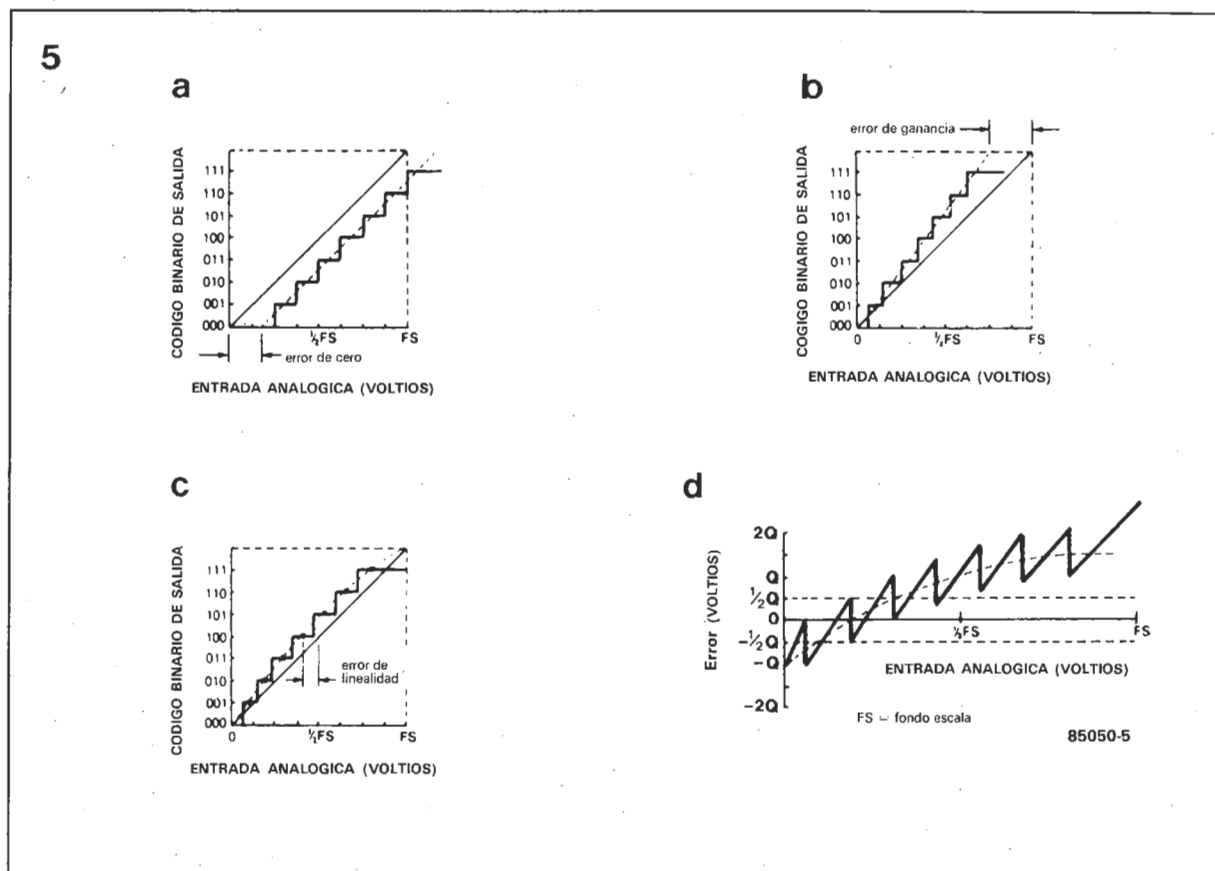 5
a
CODIGO BINARIO DE SALIDA
111
110
101
100
011
010
001
000
½FS
FS
error de cero
ENTRADA ANALOGICA (VOLTIOS)
b
error de ganancia
COGIGO BINARIO DE SALIDA
111
110
101
100
011
010
001
000
0
½FS
FS
ENTRADA ANALOGICA (VOLTIOS)
c
CODIGO BINARIO DE SALIDA
111
110
101
100
011
010
001
000
error de
linealidad
0
½FS
FS
ENTRADA ANALOGICA (VOLTIOS)
d
Error (VOLTIOS)
2Q
Q
½Q
0
-½Q
-Q
-2Q
½FS
FS
ENTRADA ANALOGICA (VOLTIOS)
FS = fondo escala
85050-5